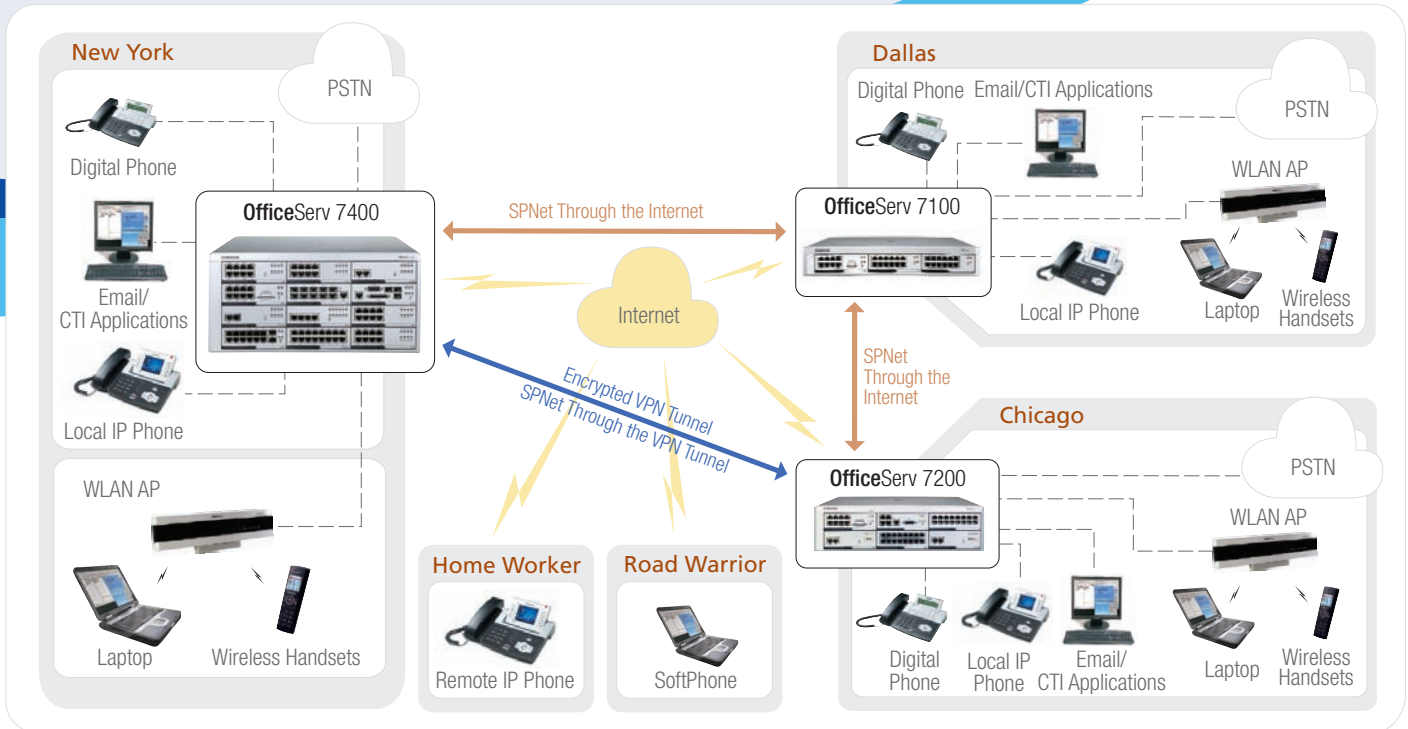 New York
PSTN
Digital Phone
OfficeServ 7400
Email/
CTI Applications
Local IP Phone
WLAN AP
Laptop
Wireless Handsets
SPNet Through the Internet
Internet
Encrypted VPN Tunnel
SPNet Through the VPN Tunnel
SPNet
Through the
Internet
Home Worker
Remote IP Phone
Road Warrior
SoftPhone
Dallas
Digital Phone
Email/CTI Applications
PSTN
WLAN AP
OfficeServ 7100
Local IP Phone
Laptop
Wireless
Handsets
Chicago
PSTN
OfficeServ 7200
WLAN AP
Digital
Phone
Local IP
Phone
Email/
CTI Applications
Laptop
Wireless
Handsets